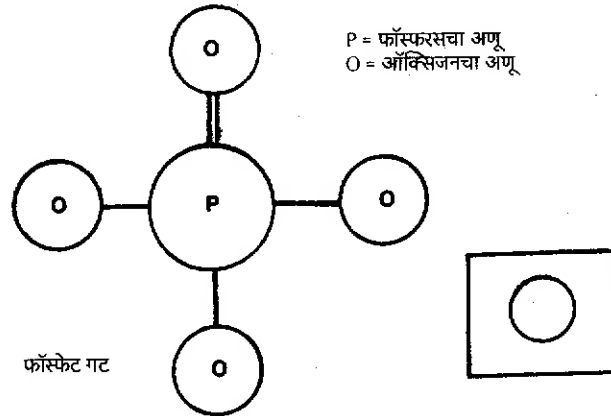 O
P = फॉस्फरसचा अणू
O = ऑक्सिजनचा अणू
O P O
O
फॉस्फेट गट